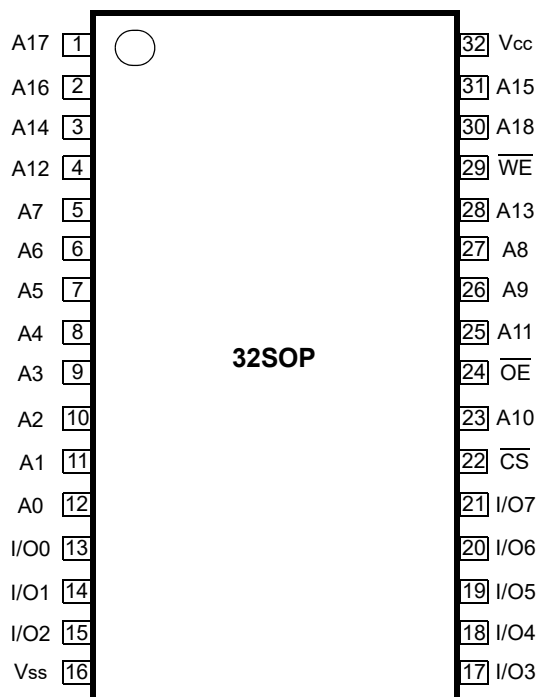 A17 1 32 Vcc
A16 2 31 A15
A14 3 30 A18
A12 4 29 WE
A7 5 28 A13
A6 6 27 A8
A5 7 26 A9
A4 8 25 A11
32SOP
A3 9 24 OE
A2 10 23 A10
A1 11 22 CS
A0 12 21 I/O7
I/O0 13 20 I/O6
I/O1 14 19 I/O5
I/O2 15 18 I/O4
Vss 16 17 I/O3